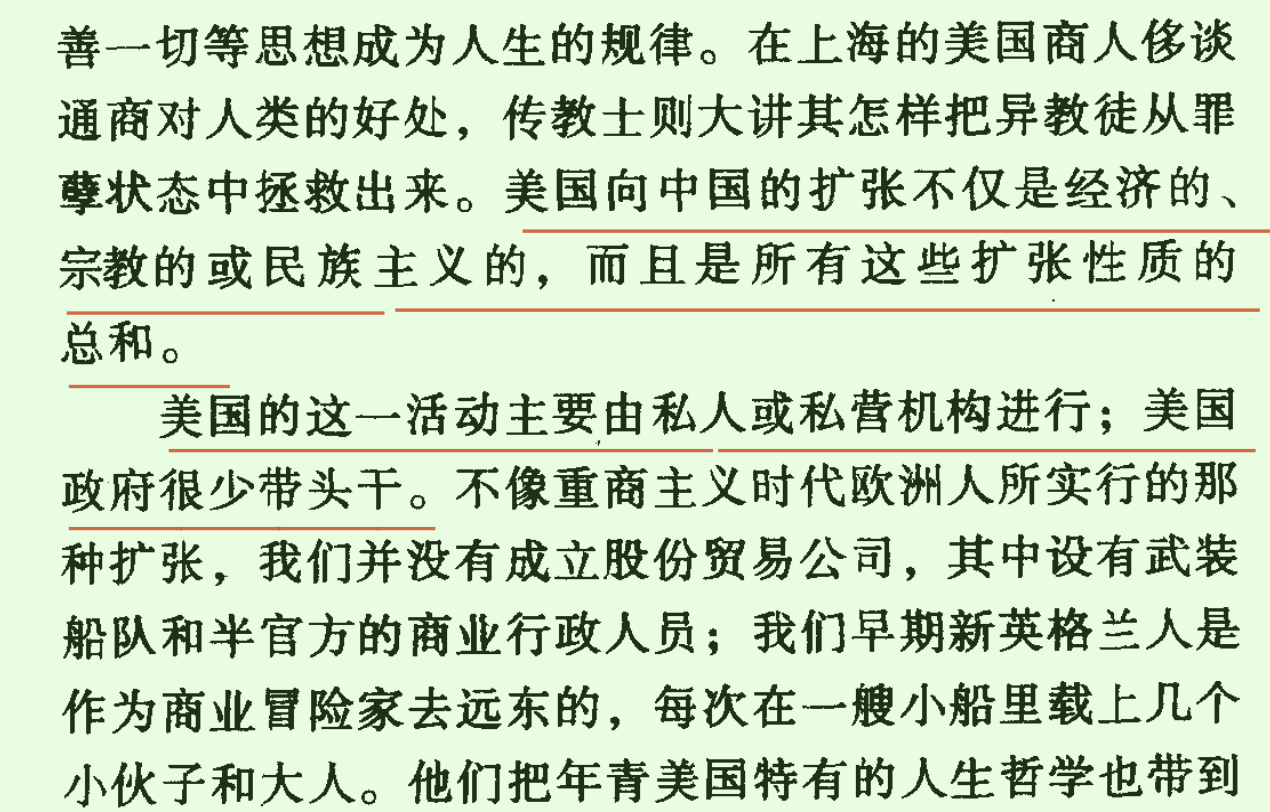 善一切等思想成为人生的规律。在上海的美国商人侈谈
通商对人类的好处，传教士则大讲其怎样把异教徒从罪
孽状态中拯救出来。美国向中国的扩张不仅是经济的、
宗教的或民族主义的，而且是所有这些扩张性质的
总和。
美国的这一活动主要由私人或私营机构进行；美国
政府很少带头干。不像重商主义时代欧洲人所实行的那
种扩张，我们并没有成立股份贸易公司，其中设有武装
船队和半官方的商业行政人员；我们早期新英格兰人是
作为商业冒险家去远东的，每次在一艘小船里载上几个
小伙子和大人。他们把年青美国特有的人生哲学也带到